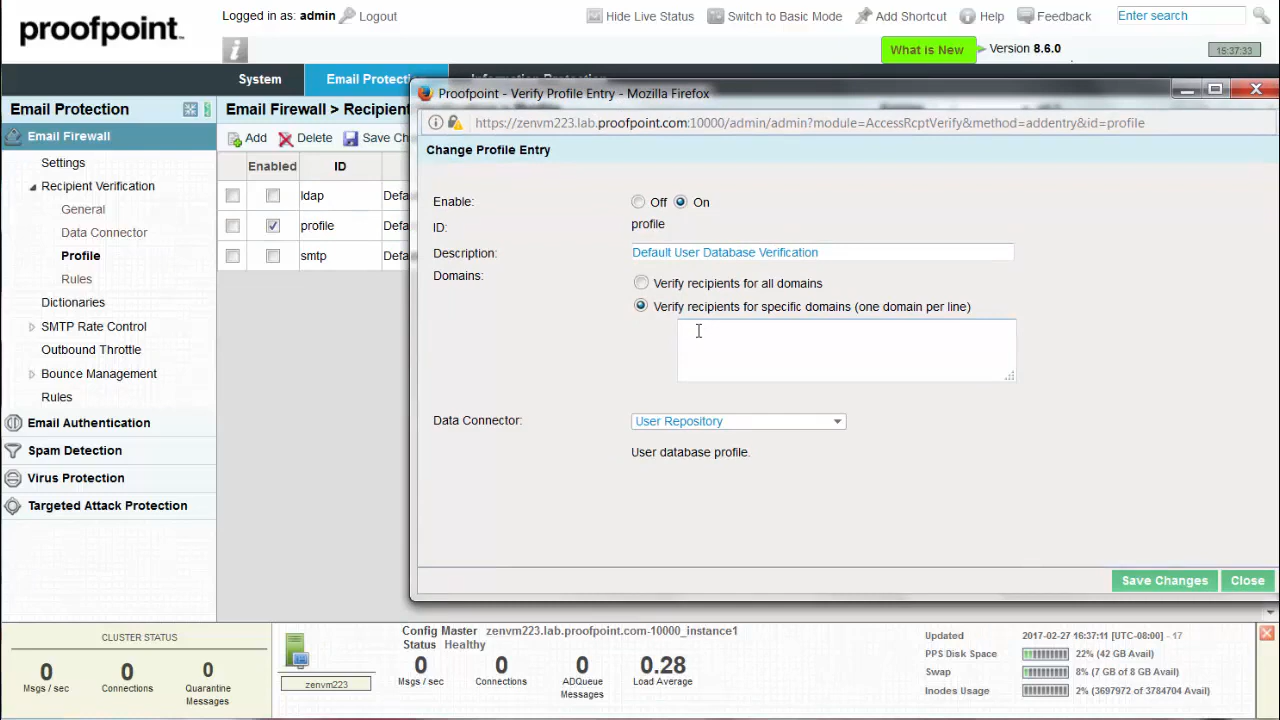 proofpoint
Logged in as: admin
Logout
Hide Live Status
Switch to Basic Mode
Add Shortcut
Help
Feedback
Enter search
What is New
Version 8.6.0
15:37:33
System
Email Protecti
Information Protection
Email Protection
Email Firewall
Settings
Recipient Verification
General
Data Connector
Profile
Rules
Dictionaries
SMTP Rate Control
Outbound Throttle
Bounce Management
Rules
Email Authentication
Spam Detection
Virus Protection
Targeted Attack Protection
Email Firewall > Recipient
Add
Delete
Save Ch
Enabled
ID
ldap
Defa
profile
Defa
smtp
Defa
Proofpoint - Verify Profile Entry - Mozilla Firefox
https://zenvm223.lab.proofpoint.com:10000/admin/admin?module=AccessRcptVerify&method=addentry&id=profile
Change Profile Entry
Enable:
Off
On
ID:
profile
Description:
Default User Database Verification
Domains:
Verify recipients for all domains
Verify recipients for specific domains (one domain per line)
Data Connector:
User Repository
User database profile.
Save Changes
Close
CLUSTER STATUS
0
Msgs / sec
0
Connections
0
Quarantine
Messages
zenvm223
Config Master zenvm223.lab.proofpoint.com-10000_instance1
Status Healthy
0
Msgs / sec
0
Connections
0
ADQueue
Messages
0.28
Load Average
Updated 2017-02-27 16:37:11 [UTC-08:00] - 17
PPS Disk Space 22% (42 GB Avail)
Swap 8% (7 GB of 8 GB Avail)
Inodes Usage 2% (3697972 of 3784704 Avail)